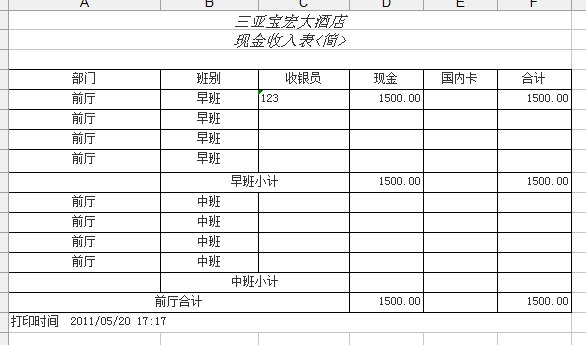 A B C D E F
三亚宝宏大酒店
现金收入表<简>
部门 班别 收银员 现金 国内卡 合计
前厅 早班 123 1500.00 1500.00
前厅 早班
前厅 早班
前厅 早班
早班小计 1500.00 1500.00
前厅 中班
前厅 中班
前厅 中班
前厅 中班
中班小计
前厅合计 1500.00 1500.00
打印时间 2011/05/20 17:17